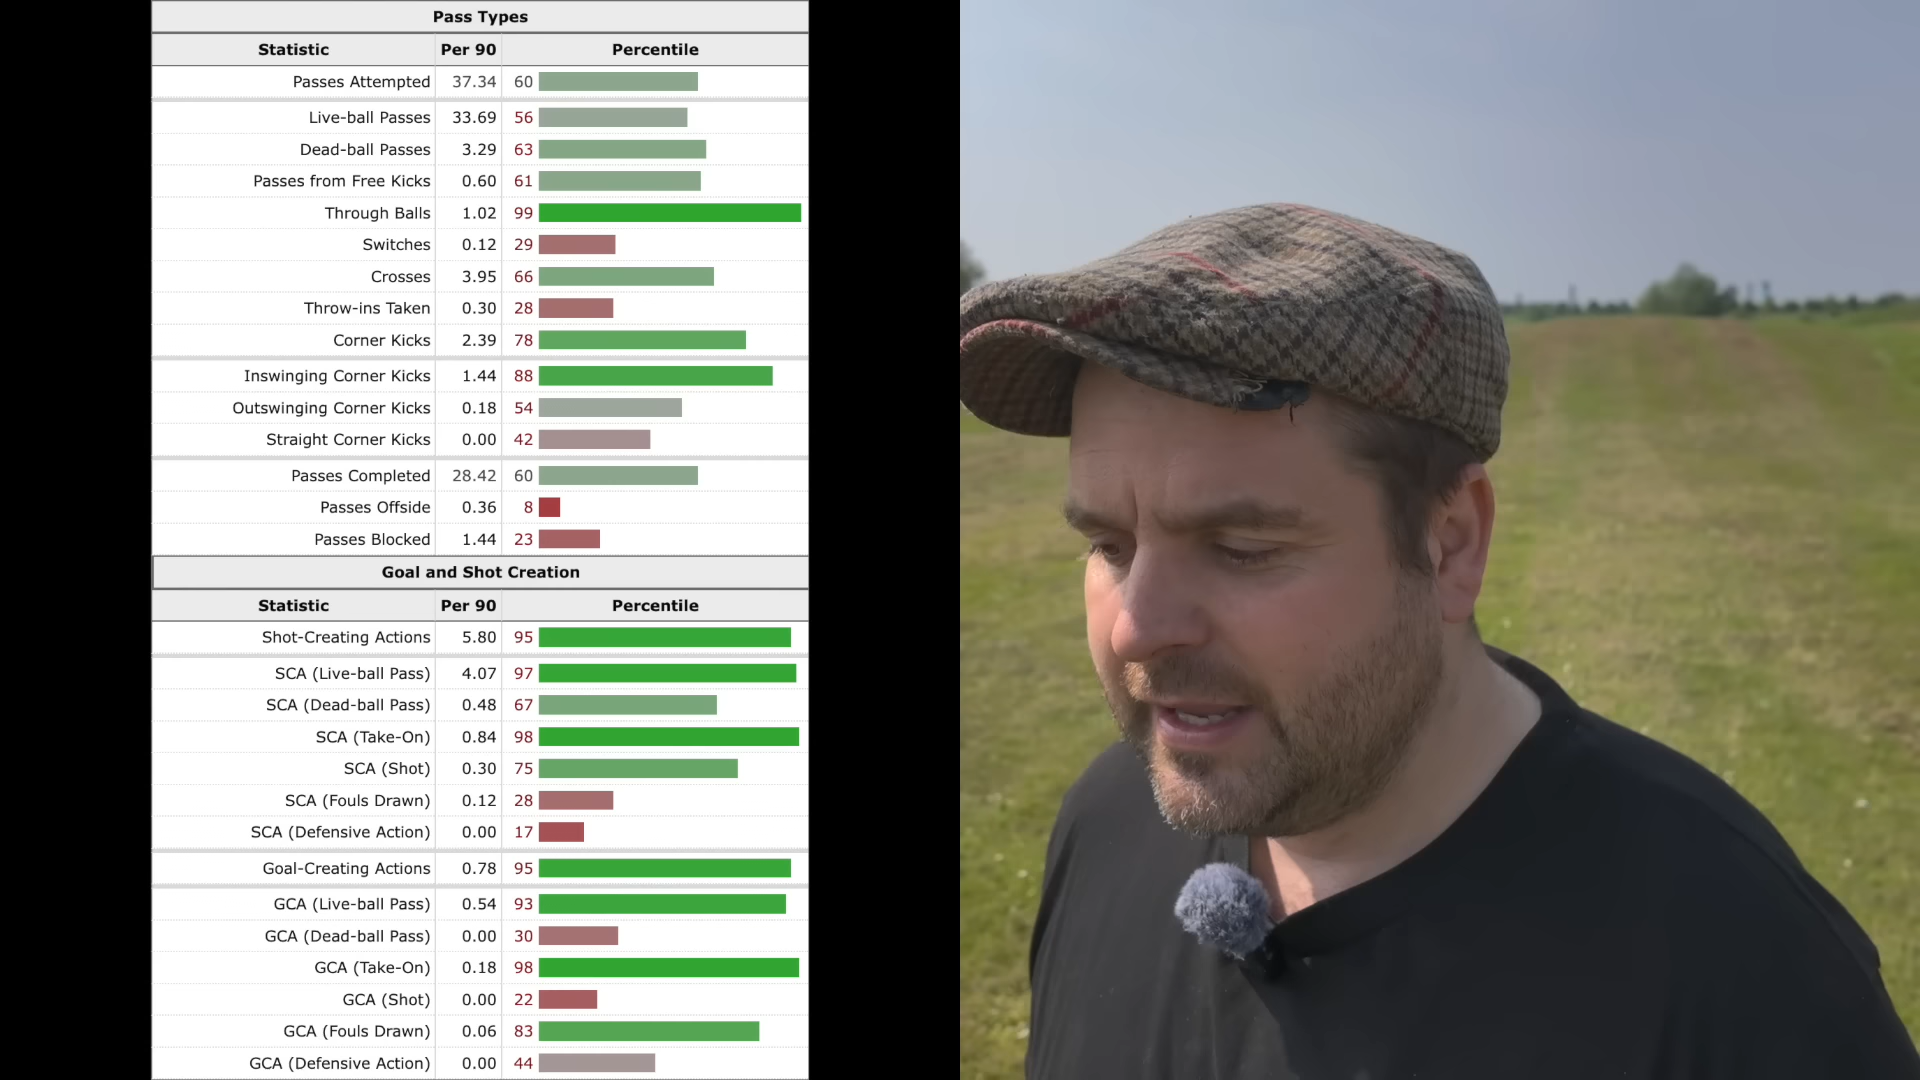 Pass Types
Statistic Per 90 Percentile
Passes Attempted 37.34 60
Live-ball Passes 33.69 56
Dead-ball Passes 3.29 63
Passes from Free Kicks 0.60 61
Through Balls 1.02 99
Switches 0.12 29
Crosses 3.95 66
Throw-ins Taken 0.30 28
Corner Kicks 2.39 78
Inswinging Corner Kicks 1.44 88
Outswinging Corner Kicks 0.18 54
Straight Corner Kicks 0.00 42
Passes Completed 28.42 60
Passes Offside 0.36 8
Passes Blocked 1.44 23
Goal and Shot Creation
Statistic Per 90 Percentile
Shot-Creating Actions 5.80 95
SCA (Live-ball Pass) 4.07 97
SCA (Dead-ball Pass) 0.48 67
SCA (Take-On) 0.84 98
SCA (Shot) 0.30 75
SCA (Fouls Drawn) 0.12 28
SCA (Defensive Action) 0.00 17
Goal-Creating Actions 0.78 95
GCA (Live-ball Pass) 0.54 93
GCA (Dead-ball Pass) 0.00 30
GCA (Take-On) 0.18 98
GCA (Shot) 0.00 22
GCA (Fouls Drawn) 0.06 83
GCA (Defensive Action) 0.00 44